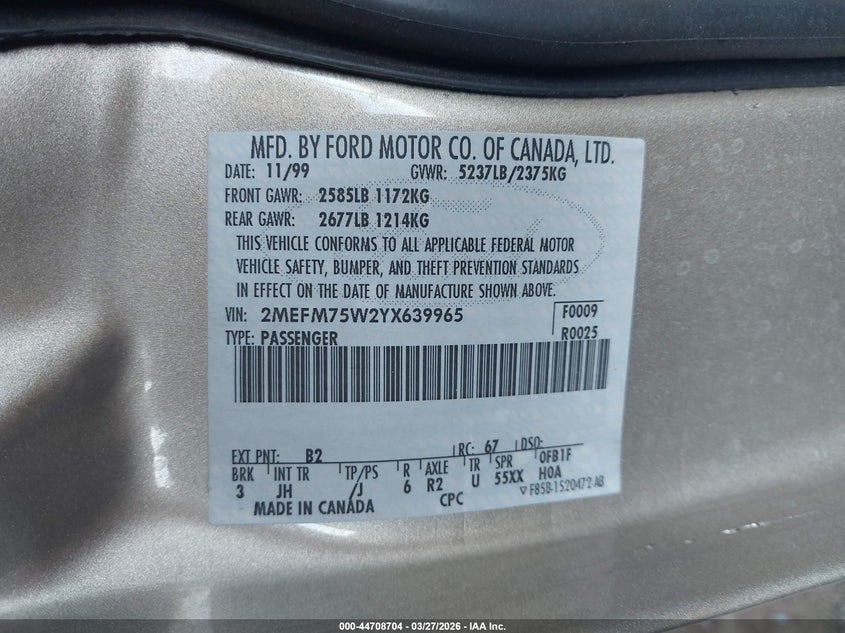 MFD. BY FORD MOTOR CO. OF CANADA, LTD.
DATE: 11/99 GVWR: 5237LB/2375KG
FRONT GAWR: 2585LB 1172KG
REAR GAWR: 2677LB 1214KG
THIS VEHICLE CONFORMS TO ALL APPLICABLE FEDERAL MOTOR
VEHICLE SAFETY, BUMPER, AND THEFT PREVENTION STANDARDS
IN EFFECT ON THE DATE OF MANUFACTURE SHOWN ABOVE.
VIN: 2MEFM75W2YX639965 F0009
TYPE: PASSENGER R0025
EXT PNT: B2 RC: 67 DSO:
BRK INT TR TP/PS R AXLE TR SPR 0FB1F
3 JH /J 6 R2 U 55XX H0A
MADE IN CANADA CPC ▽ F85B-1520472-AB
000-44708704 — 03/27/2026 — IAA Inc.